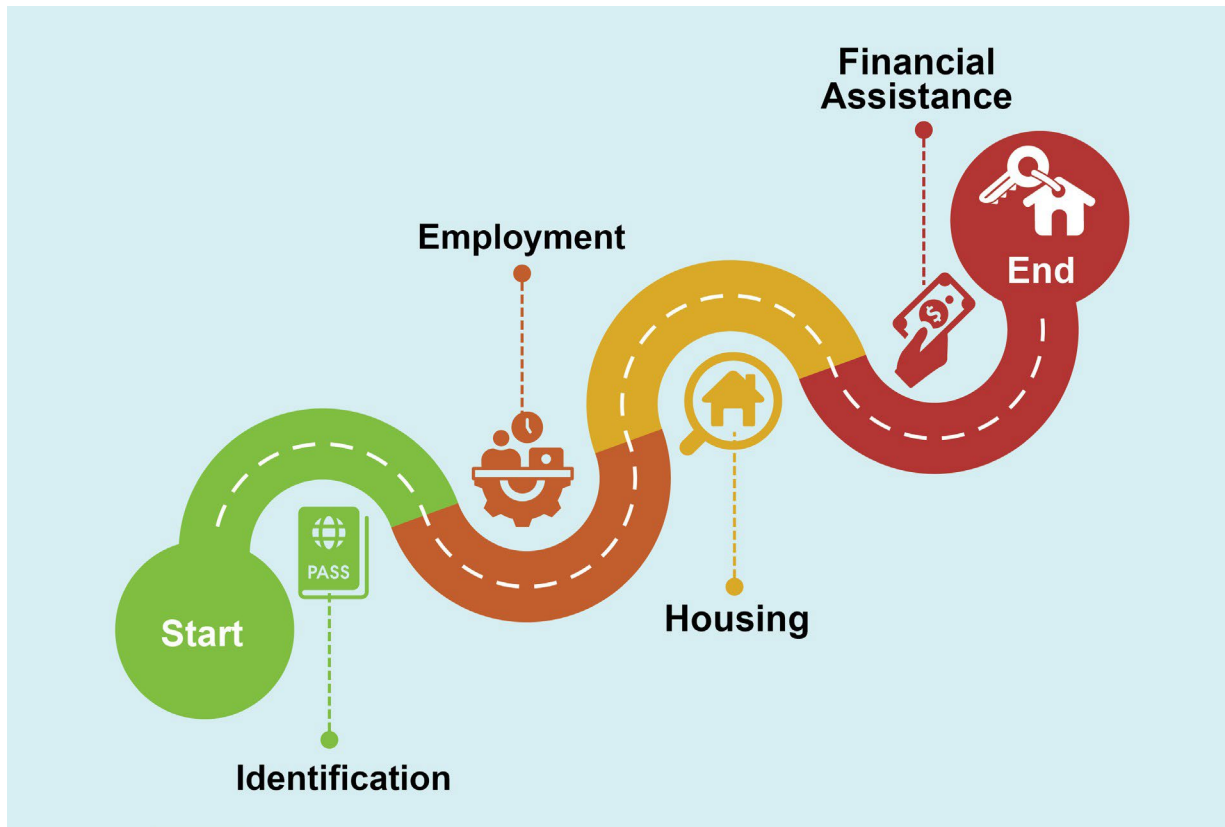 Financial
Assistance
End
Employment
PASS
Housing
Start
Identification